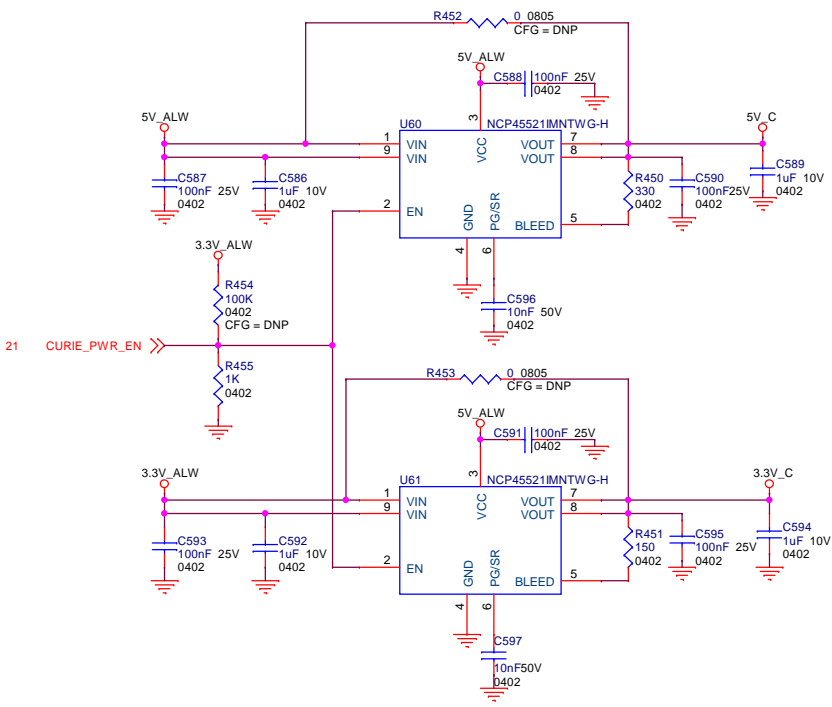 R452
0 0805
CFG = DNP
5V_ALW
C588 100nF 25V
0402
5V_ALW
U60
NCP45521IMNTWG-H
5V_C
1
VIN
9
VIN
3
VCC
VOUT
7
VOUT
8
C587
100nF 25V
0402
C586
1uF 10V
0402
R450
330
0402
C590
100nF25V
0402
C589
1uF 10V
0402
2
EN
GND
PG/SR
BLEED
5
4
6
3.3V_ALW
R454
100K
0402
CFG = DNP
C596
10nF 50V
0402
21 CURIE_PWR_EN
R455
1K
0402
R453
0 0805
CFG = DNP
5V_ALW
C591 100nF 25V
0402
3.3V_ALW
U61
NCP45521IMNTWG-H
3.3V_C
1
VIN
9
VIN
3
VCC
VOUT
7
VOUT
8
C593
100nF 25V
0402
C592
1uF 10V
0402
R451
150
0402
C595
100nF 25V
0402
C594
1uF 10V
0402
2
EN
GND
PG/SR
BLEED
5
4
6
C597
10nF50V
0402